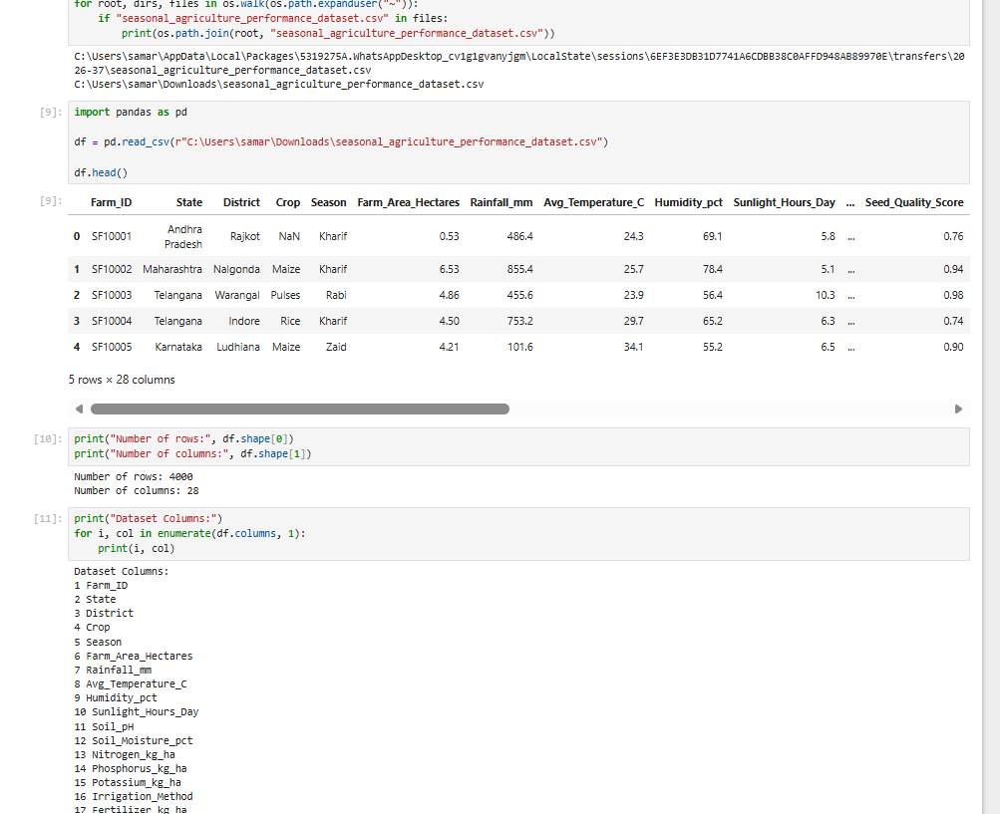 for root, dirs, files in os.walk(os.path.expanduser("~")):
if "seasonal_agriculture_performance_dataset.csv" in files:
print(os.path.join(root, "seasonal_agriculture_performance_dataset.csv"))
C:\Users\samar\AppData\Local\Packages\5319275A.WhatsAppDesktop_cv1g1gvanyjgm\LocalState\sessions\6EF3E3DB31D7741A6CDBB38C0AFFD948AB89970E\transfers\20
26-37\seasonal_agriculture_performance_dataset.csv
C:\Users\samar\Downloads\seasonal_agriculture_performance_dataset.csv
[9]: import pandas as pd
df = pd.read_csv(r"C:\Users\samar\Downloads\seasonal_agriculture_performance_dataset.csv")
df.head()
[9]: Farm_ID State District Crop Season Farm_Area_Hectares Rainfall_mm Avg_Temperature_C Humidity_pct Sunlight_Hours_Day ... Seed_Quality_Score
0 SF10001 Andhra Pradesh Rajkot NaN Kharif 0.53 486.4 24.3 69.1 5.8 ... 0.76
1 SF10002 Maharashtra Nalgonda Maize Kharif 6.53 855.4 25.7 78.4 5.1 ... 0.94
2 SF10003 Telangana Warangal Pulses Rabi 4.86 455.6 23.9 56.4 10.3 ... 0.98
3 SF10004 Telangana Indore Rice Kharif 4.50 753.2 29.7 65.2 6.3 ... 0.74
4 SF10005 Karnataka Ludhiana Maize Zaid 4.21 101.6 34.1 55.2 6.5 ... 0.90
5 rows × 28 columns
[10]: print("Number of rows:", df.shape[0])
print("Number of columns:", df.shape[1])
Number of rows: 4000
Number of columns: 28
[11]: print("Dataset Columns:")
for i, col in enumerate(df.columns, 1):
print(i, col)
Dataset Columns:
1 Farm_ID
2 State
3 District
4 Crop
5 Season
6 Farm_Area_Hectares
7 Rainfall_mm
8 Avg_Temperature_C
9 Humidity_pct
10 Sunlight_Hours_Day
11 Soil_pH
12 Soil_Moisture_pct
13 Nitrogen_kg_ha
14 Phosphorus_kg_ha
15 Potassium_kg_ha
16 Irrigation_Method
17 Fertilizer_kg_ha